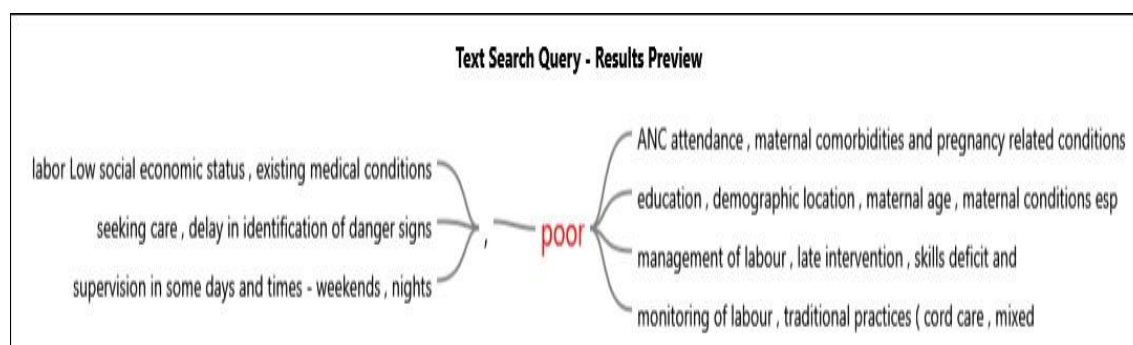 Text Search Query - Results Preview
labor Low social economic status , existing medical conditions
seeking care , delay in identification of danger signs
supervision in some days and times - weekends , nights
,
poor
ANC attendance , maternal comorbidities and pregnancy related conditions
education , demographic location , maternal age , maternal conditions esp
management of labour , late intervention , skills deficit and
monitoring of labour , traditional practices ( cord care , mixed